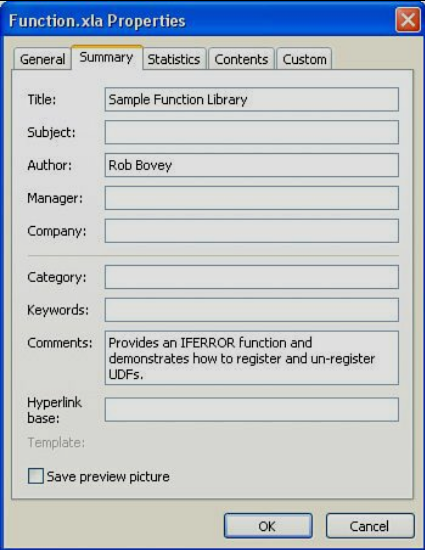 Function.xla Properties
General Summary Statistics Contents Custom
Title: Sample Function Library
Subject:
Author: Rob Bovey
Manager:
Company:
Category:
Keywords:
Comments: Provides an IFERROR function and
demonstrates how to register and un-register
UDFs.
Hyperlink
base:
Template:
Save preview picture
OK Cancel